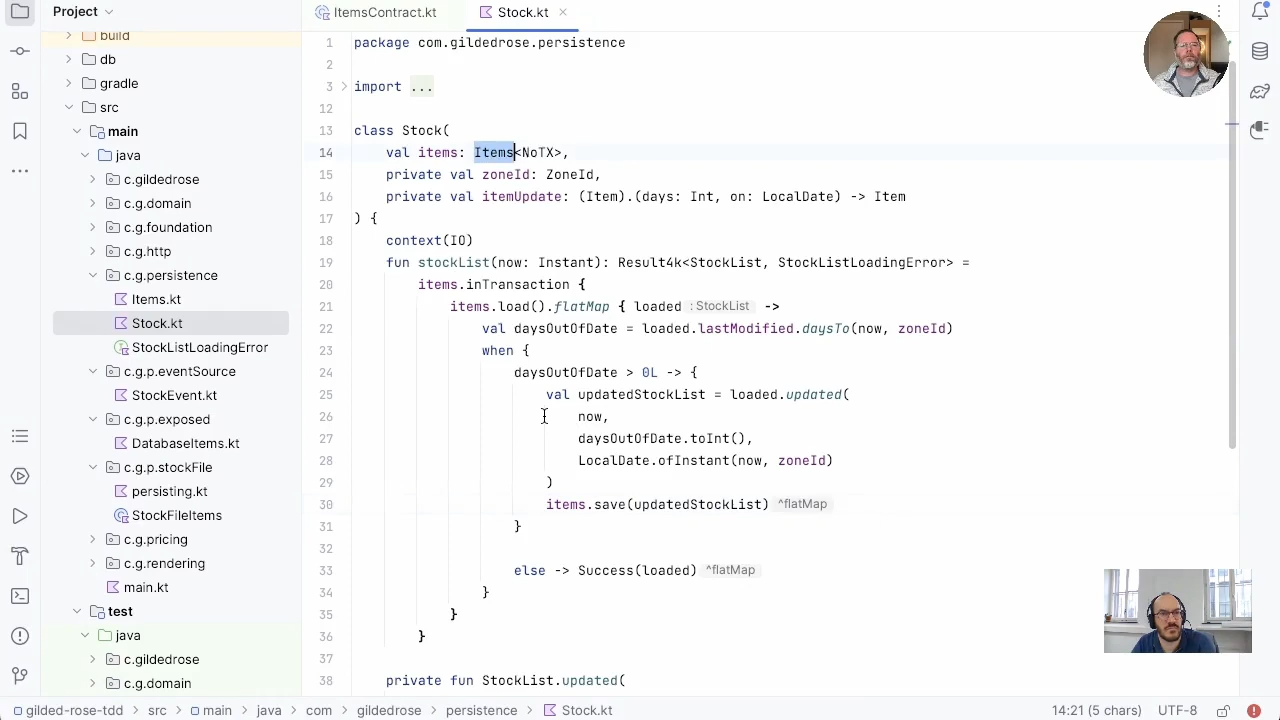 Project
ItemsContract.kt
Stock.kt
build
db
gradle
src
main
java
c.gildedrose
c.g.domain
c.g.foundation
c.g.http
c.g.persistence
Items.kt
Stock.kt
StockListLoadingError
c.g.p.eventSource
StockEvent.kt
c.g.p.exposed
DatabaseItems.kt
c.g.p.stockFile
persisting.kt
StockFileItems
c.g.pricing
c.g.rendering
main.kt
test
java
c.gildedrose
c.g.domain
1 package com.gildedrose.persistence
2
3 import ...
12
13 class Stock(
14 val items: Items<NoTX>,
15 private val zoneId: ZoneId,
16 private val itemUpdate: (Item).(days: Int, on: LocalDate) -> Item
17 ) {
18 context(IO)
19 fun stockList(now: Instant): Result4k<StockList, StockListLoadingError> =
20 items.inTransaction {
21 items.load().flatMap { loaded : StockList ->
22 val daysOutOfDate = loaded.lastModified.daysTo(now, zoneId)
23 when {
24 daysOutOfDate > 0L -> {
25 val updatedStockList = loaded.updated(
26 now,
27 daysOutOfDate.toInt(),
28 LocalDate.ofInstant(now, zoneId)
29 )
30 items.save(updatedStockList) ^flatMap
31 }
32
33 else -> Success(loaded) ^flatMap
34 }
35 }
36 }
37
38 private fun StockList.updated(
gilded-rose-tdd > src > main > java > com > gildedrose > persistence > Stock.kt
14:21 (5 chars) UTF-8